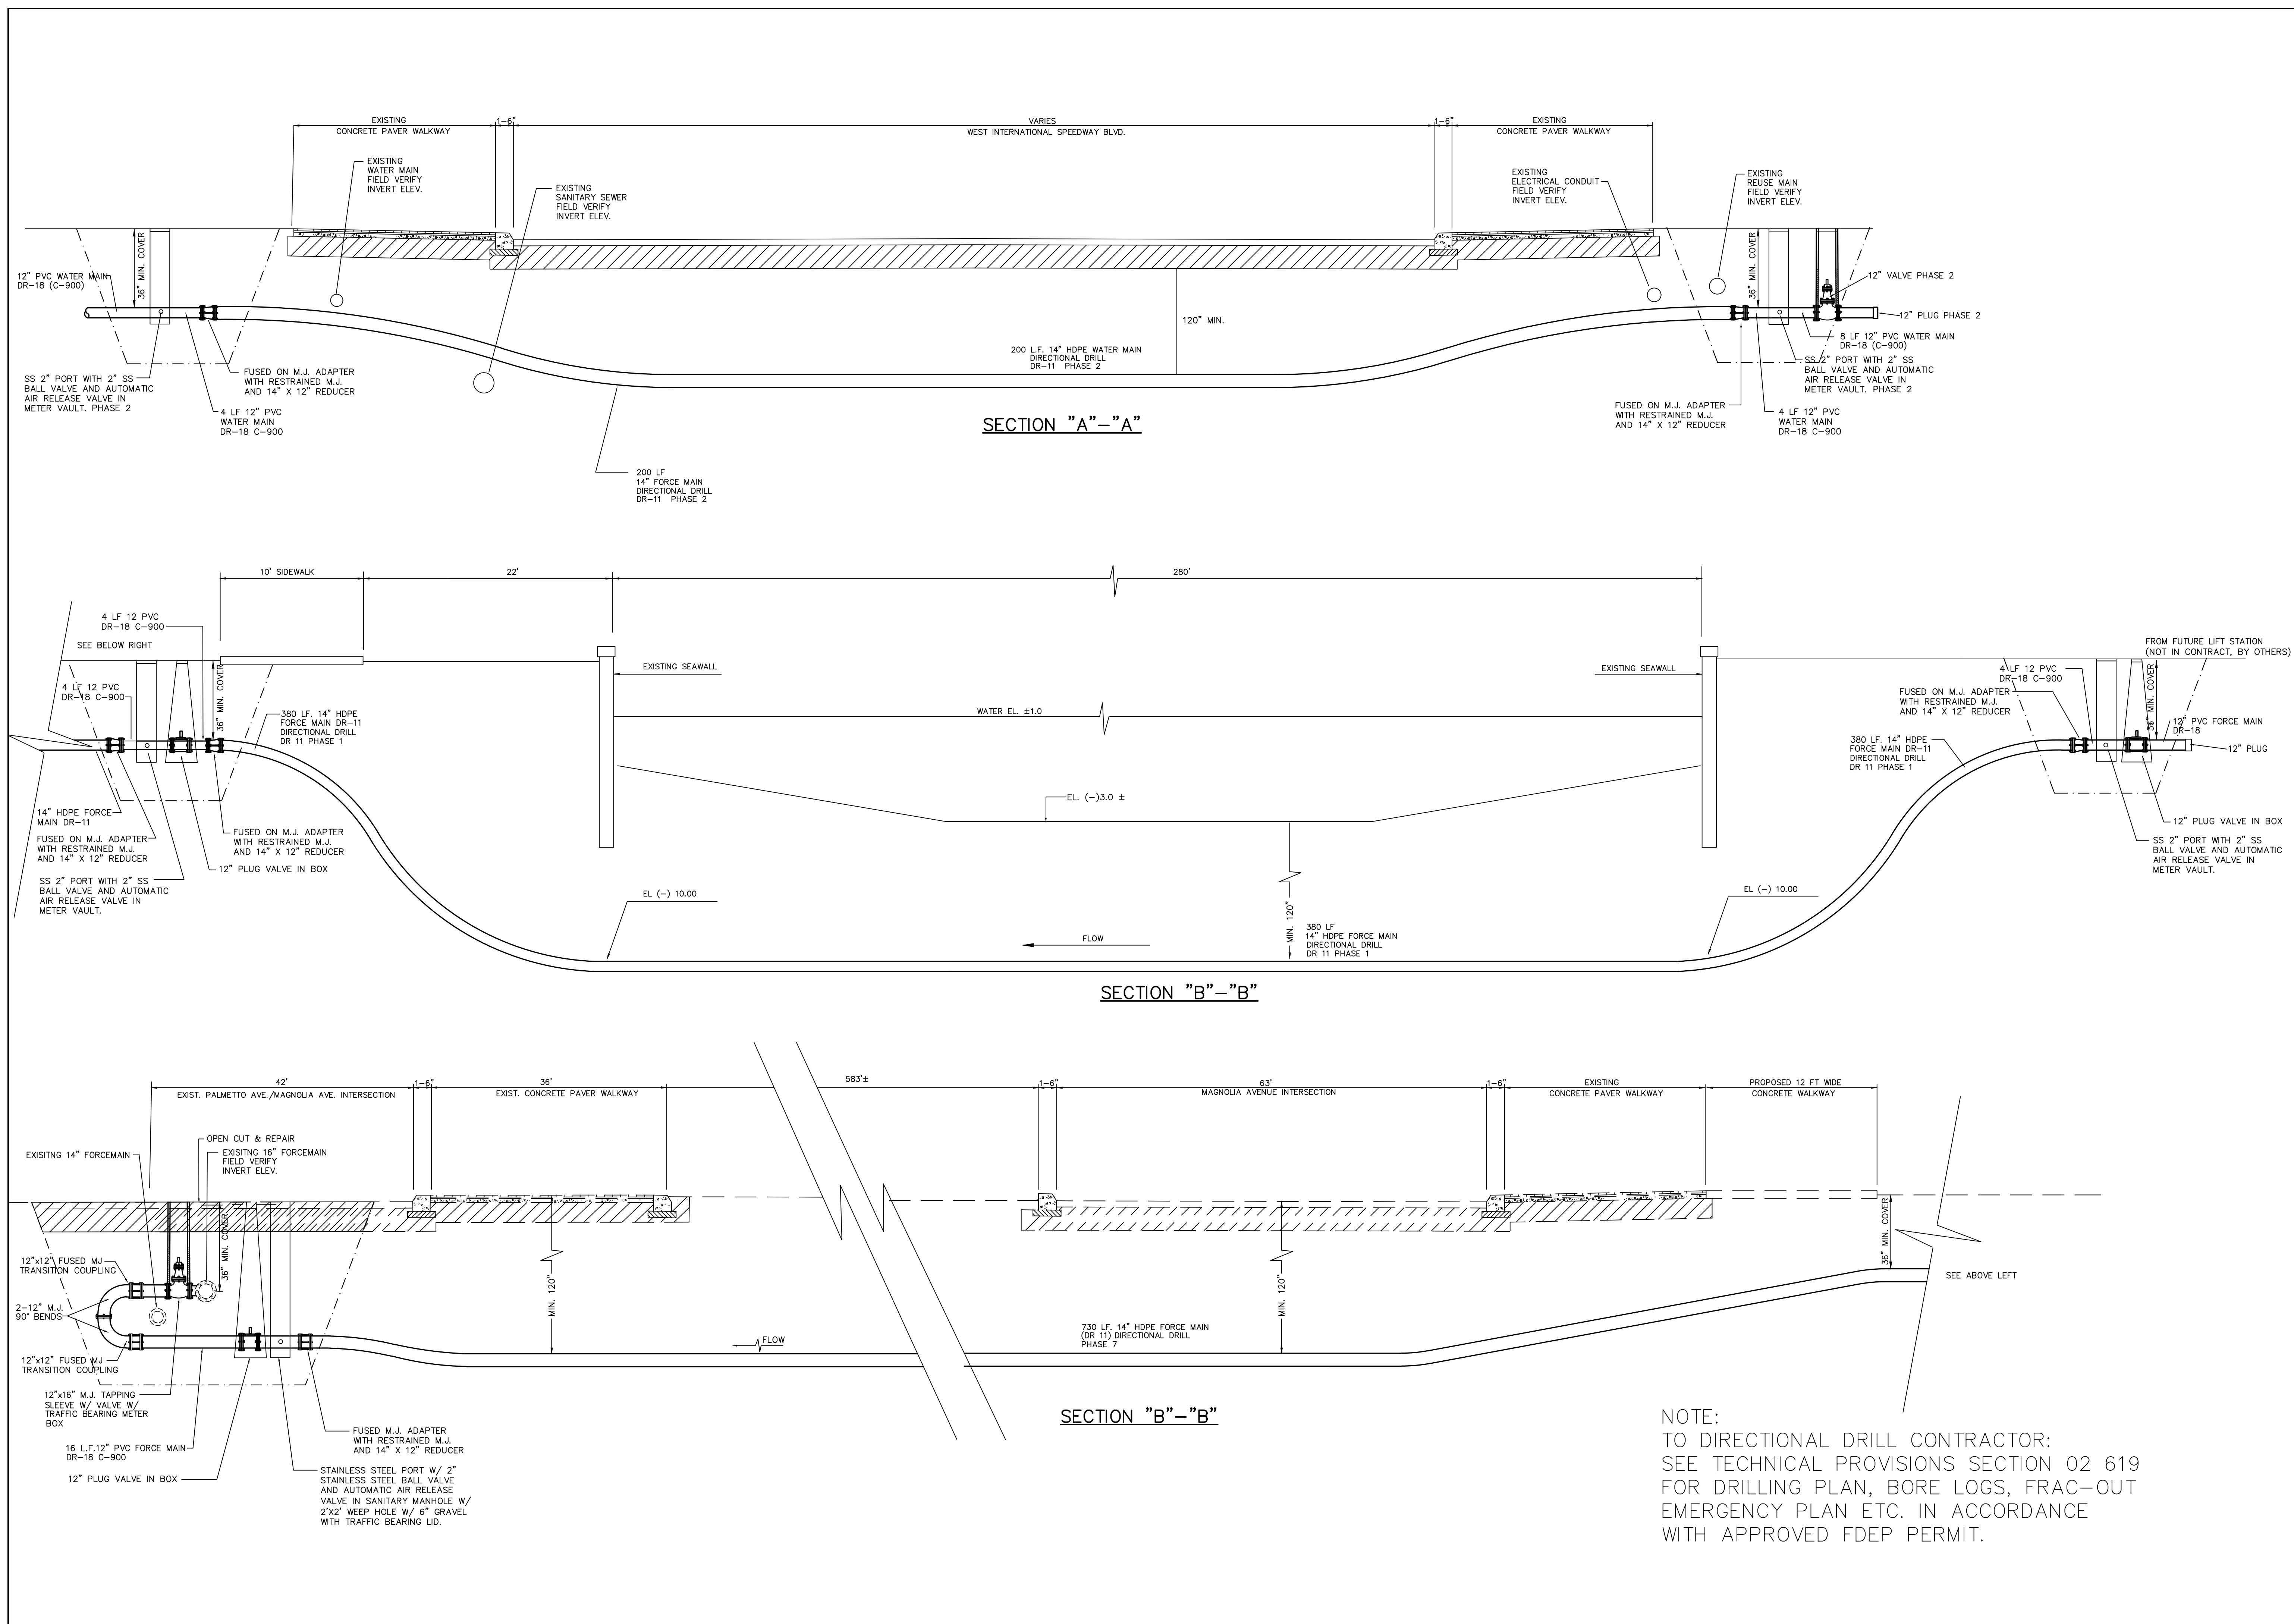 EXISTING
CONCRETE PAVER WALKWAY
1-6"
VARIES
WEST INTERNATIONAL SPEEDWAY BLVD.
1-6"
EXISTING
CONCRETE PAVER WALKWAY
EXISTING
WATER MAIN
FIELD VERIFY
INVERT ELEV.
EXISTING
SANITARY SEWER
FIELD VERIFY
INVERT ELEV.
EXISTING
ELECTRICAL CONDUIT
FIELD VERIFY
INVERT ELEV.
EXISTING
REUSE MAIN
FIELD VERIFY
INVERT ELEV.
36" MIN. COVER
12" PVC WATER MAIN
DR-18 (C-900)
SS 2" PORT WITH 2" SS
BALL VALVE AND AUTOMATIC
AIR RELEASE VALVE IN
METER VAULT. PHASE 2
FUSED ON M.J. ADAPTER
WITH RESTRAINED M.J.
AND 14" X 12" REDUCER
4 LF 12" PVC
WATER MAIN
DR-18 C-900
120" MIN.
200 L.F. 14" HDPE WATER MAIN
DIRECTIONAL DRILL
DR-11 PHASE 2
36" MIN. COVER
12" VALVE PHASE 2
12" PLUG PHASE 2
8 LF 12" PVC WATER MAIN
DR-18 (C-900)
SS 2" PORT WITH 2" SS
BALL VALVE AND AUTOMATIC
AIR RELEASE VALVE IN
METER VAULT. PHASE 2
FUSED ON M.J. ADAPTER
WITH RESTRAINED M.J.
AND 14" X 12" REDUCER
4 LF 12" PVC
WATER MAIN
DR-18 C-900
SECTION "A"-"A"
200 LF
14" FORCE MAIN
DIRECTIONAL DRILL
DR-11 PHASE 2
10' SIDEWALK
22'
280'
4 LF 12 PVC
DR-18 C-900
SEE BELOW RIGHT
4 LF 12 PVC
DR-18 C-900
36" MIN. COVER
380 LF. 14" HDPE
FORCE MAIN DR-11
DIRECTIONAL DRILL
DR 11 PHASE 1
EXISTING SEAWALL
WATER EL. ±1.0
EXISTING SEAWALL
FROM FUTURE LIFT STATION
(NOT IN CONTRACT, BY OTHERS)
4 LF 12 PVC
DR-18 C-900
FUSED ON M.J. ADAPTER
WITH RESTRAINED M.J.
AND 14" X 12" REDUCER
36" MIN. COVER
12" PVC FORCE MAIN
DR-18
12" PLUG
380 LF. 14" HDPE
FORCE MAIN DR-11
DIRECTIONAL DRILL
DR 11 PHASE 1
14" HDPE FORCE
MAIN DR-11
FUSED ON M.J. ADAPTER
WITH RESTRAINED M.J.
AND 14" X 12" REDUCER
FUSED ON M.J. ADAPTER
WITH RESTRAINED M.J.
AND 14" X 12" REDUCER
12" PLUG VALVE IN BOX
SS 2" PORT WITH 2" SS
BALL VALVE AND AUTOMATIC
AIR RELEASE VALVE IN
METER VAULT.
EL. (-)3.0 ±
EL (-) 10.00
EL (-) 10.00
12" PLUG VALVE IN BOX
SS 2" PORT WITH 2" SS
BALL VALVE AND AUTOMATIC
AIR RELEASE VALVE IN
METER VAULT.
FLOW
MIN. 120"
380 LF
14" HDPE FORCE MAIN
DIRECTIONAL DRILL
DR 11 PHASE 1
SECTION "B"-"B"
42'
EXIST. PALMETTO AVE./MAGNOLIA AVE. INTERSECTION
1-6"
36'
EXIST. CONCRETE PAVER WALKWAY
583'±
1-6"
63'
MAGNOLIA AVENUE INTERSECTION
1-6"
EXISTING
CONCRETE PAVER WALKWAY
PROPOSED 12 FT WIDE
CONCRETE WALKWAY
OPEN CUT & REPAIR
EXISITNG 14" FORCEMAIN
EXISITNG 16" FORCEMAIN
FIELD VERIFY
INVERT ELEV.
36" MIN. COVER
12"x12" FUSED MJ
TRANSITION COUPLING
2-12" M.J.
90° BENDS
12"x12" FUSED MJ
TRANSITION COUPLING
MIN. 120"
FLOW
MIN. 120"
730 LF. 14" HDPE FORCE MAIN
(DR 11) DIRECTIONAL DRILL
PHASE 7
36" MIN. COVER
SEE ABOVE LEFT
12"x16" M.J. TAPPING
SLEEVE W/ VALVE W/
TRAFFIC BEARING METER
BOX
16 L.F.12" PVC FORCE MAIN
DR-18 C-900
12" PLUG VALVE IN BOX
FUSED M.J. ADAPTER
WITH RESTRAINED M.J.
AND 14" X 12" REDUCER
STAINLESS STEEL PORT W/ 2"
STAINLESS STEEL BALL VALVE
AND AUTOMATIC AIR RELEASE
VALVE IN SANITARY MANHOLE W/
2'X2' WEEP HOLE W/ 6" GRAVEL
WITH TRAFFIC BEARING LID.
SECTION "B"-"B"
NOTE:
TO DIRECTIONAL DRILL CONTRACTOR:
SEE TECHNICAL PROVISIONS SECTION 02 619
FOR DRILLING PLAN, BORE LOGS, FRAC-OUT
EMERGENCY PLAN ETC. IN ACCORDANCE
WITH APPROVED FDEP PERMIT.